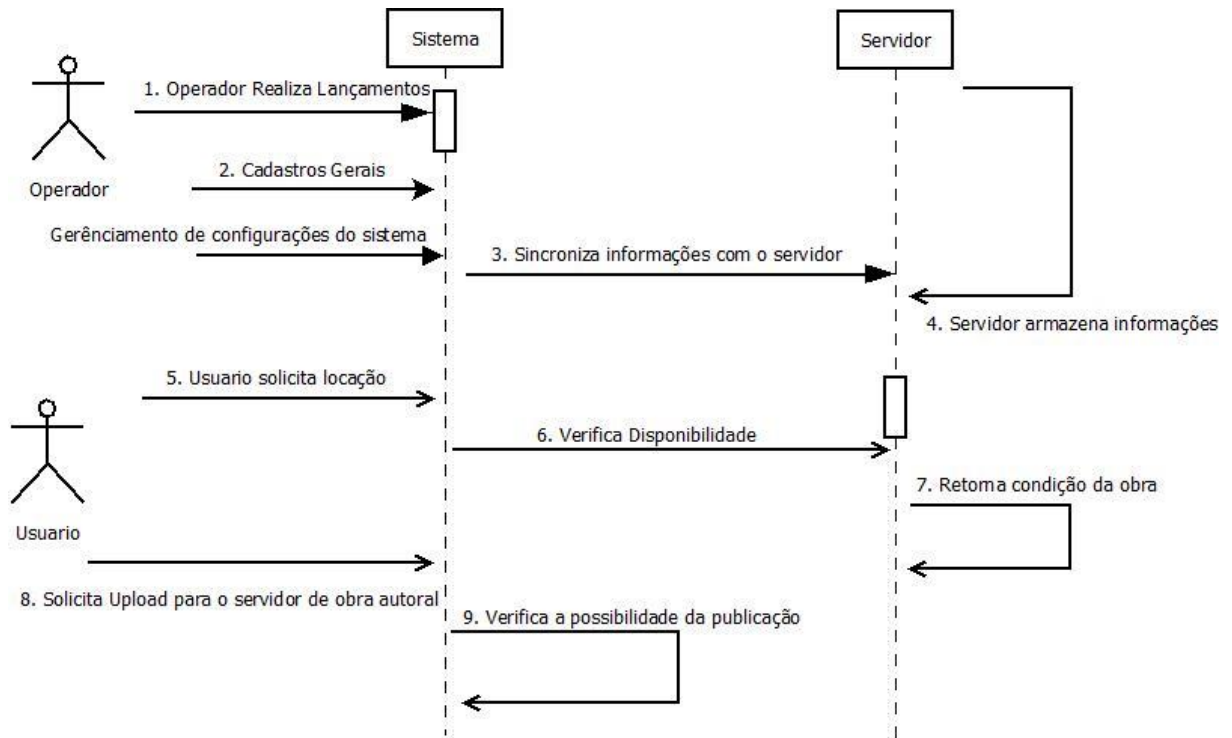 Sistema
Servidor
1. Operador Realiza Lançamentos
2. Cadastros Gerais
Operador
Gerênciamento de configurações do sistema
3. Sincroniza informações com o servidor
4. Servidor armazena informações
5. Usuario solicita locação
6. Verifica Disponibilidade
7. Retorna condição da obra
Usuario
8. Solicita Upload para o servidor de obra autoral
9. Verifica a possibilidade da publicação